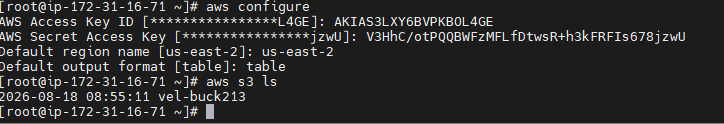 [root@ip-172-31-16-71 ~]# aws configure
AWS Access Key ID [****************L4GE]: AKIAS3LXY6BVPKBOL4GE
AWS Secret Access Key [****************jzwU]: 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
Default region name [us-east-2]: us-east-2
Default output format [table]: table
[root@ip-172-31-16-71 ~]# aws s3 ls
2026-08-18 08:55:11 vel-buck213
[root@ip-172-31-16-71 ~]#